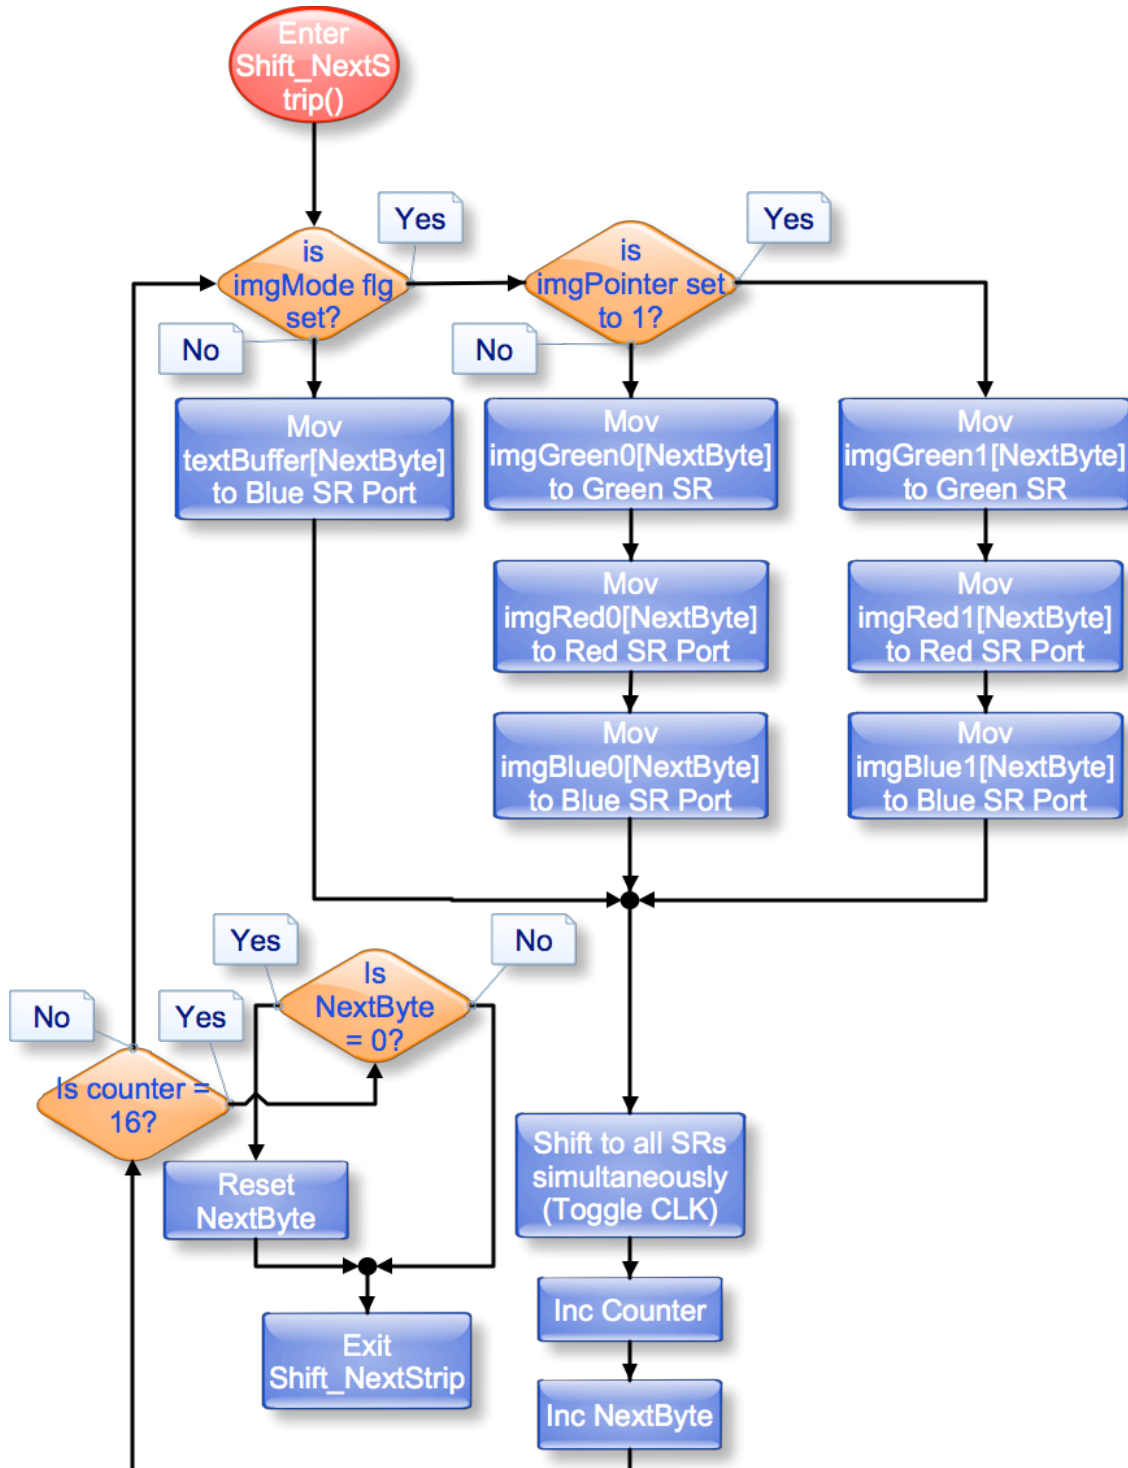 Enter
Shift_NextS
trip()
Yes
Yes
is
imgMode flg
set?
is
imgPointer set
to 1?
No
No
Mov
textBuffer[NextByte]
to Blue SR Port
Mov
imgGreen0[NextByte]
to Green SR
Mov
imgGreen1[NextByte]
to Green SR
Mov
imgRed0[NextByte]
to Red SR Port
Mov
imgRed1[NextByte]
to Red SR Port
Mov
imgBlue0[NextByte]
to Blue SR Port
Mov
imgBlue1[NextByte]
to Blue SR Port
Yes
No
Is
NextByte
= 0?
No
Yes
Is counter =
16?
Shift to all SRs
simultaneously
(Toggle CLK)
Reset
NextByte
Inc Counter
Exit
Shift_NextStrip
Inc NextByte